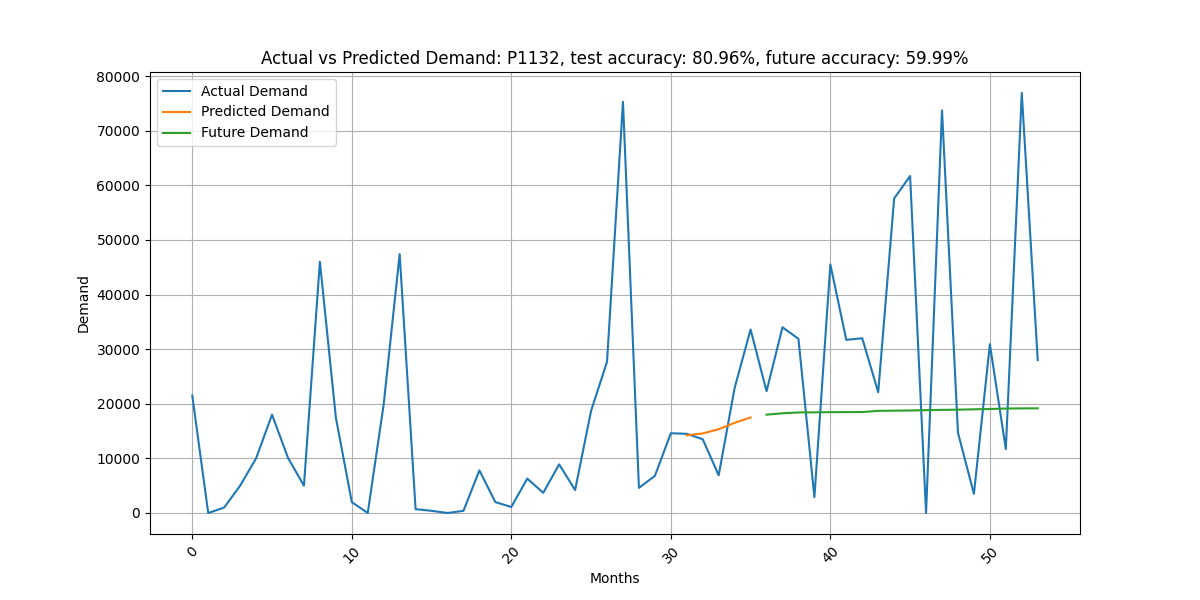 Actual vs Predicted Demand: P1132, test accuracy: 80.96%, future accuracy: 59.99%
Actual Demand
Predicted Demand
Future Demand
80000
70000
60000
50000
40000
30000
20000
10000
0
Demand
0
10
20
30
40
50
Months